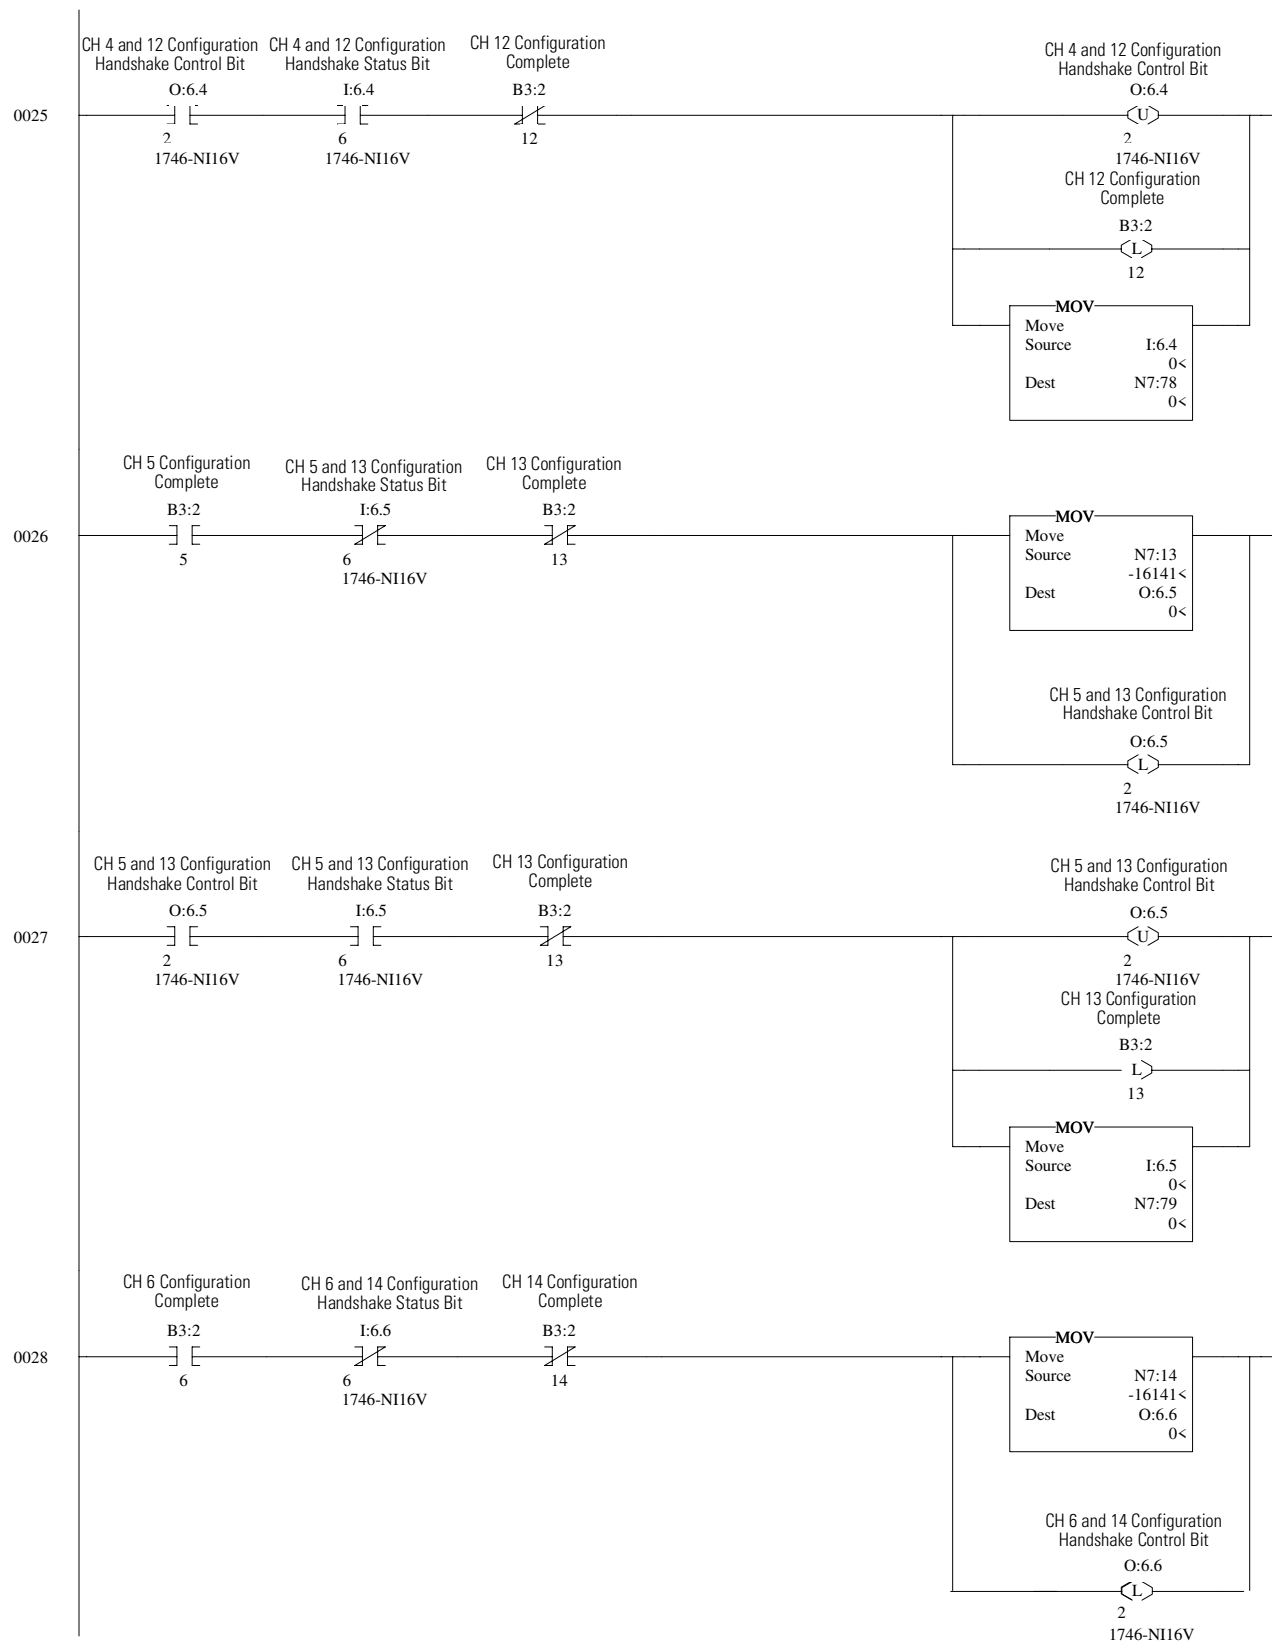 CH 4 and 12 Configuration
Handshake Control Bit
O:6.4
2
1746-NI16V
CH 4 and 12 Configuration
Handshake Status Bit
I:6.4
6
1746-NI16V
CH 12 Configuration
Complete
B3:2
12
0025
CH 4 and 12 Configuration
Handshake Control Bit
O:6.4
U
2
1746-NI16V
CH 12 Configuration
Complete
B3:2
L
12
MOV
Move
Source I:6.4
0<
Dest N7:78
0<
CH 5 Configuration
Complete
B3:2
5
CH 5 and 13 Configuration
Handshake Status Bit
I:6.5
6
1746-NI16V
CH 13 Configuration
Complete
B3:2
13
0026
MOV
Move
Source N7:13
-16141<
Dest O:6.5
0<
CH 5 and 13 Configuration
Handshake Control Bit
O:6.5
L
2
1746-NI16V
CH 5 and 13 Configuration
Handshake Control Bit
O:6.5
2
1746-NI16V
CH 5 and 13 Configuration
Handshake Status Bit
I:6.5
6
1746-NI16V
CH 13 Configuration
Complete
B3:2
13
0027
CH 5 and 13 Configuration
Handshake Control Bit
O:6.5
U
2
1746-NI16V
CH 13 Configuration
Complete
B3:2
L
13
MOV
Move
Source I:6.5
0<
Dest N7:79
0<
CH 6 Configuration
Complete
B3:2
6
CH 6 and 14 Configuration
Handshake Status Bit
I:6.6
6
1746-NI16V
CH 14 Configuration
Complete
B3:2
14
0028
MOV
Move
Source N7:14
-16141<
Dest O:6.6
0<
CH 6 and 14 Configuration
Handshake Control Bit
O:6.6
L
2
1746-NI16V